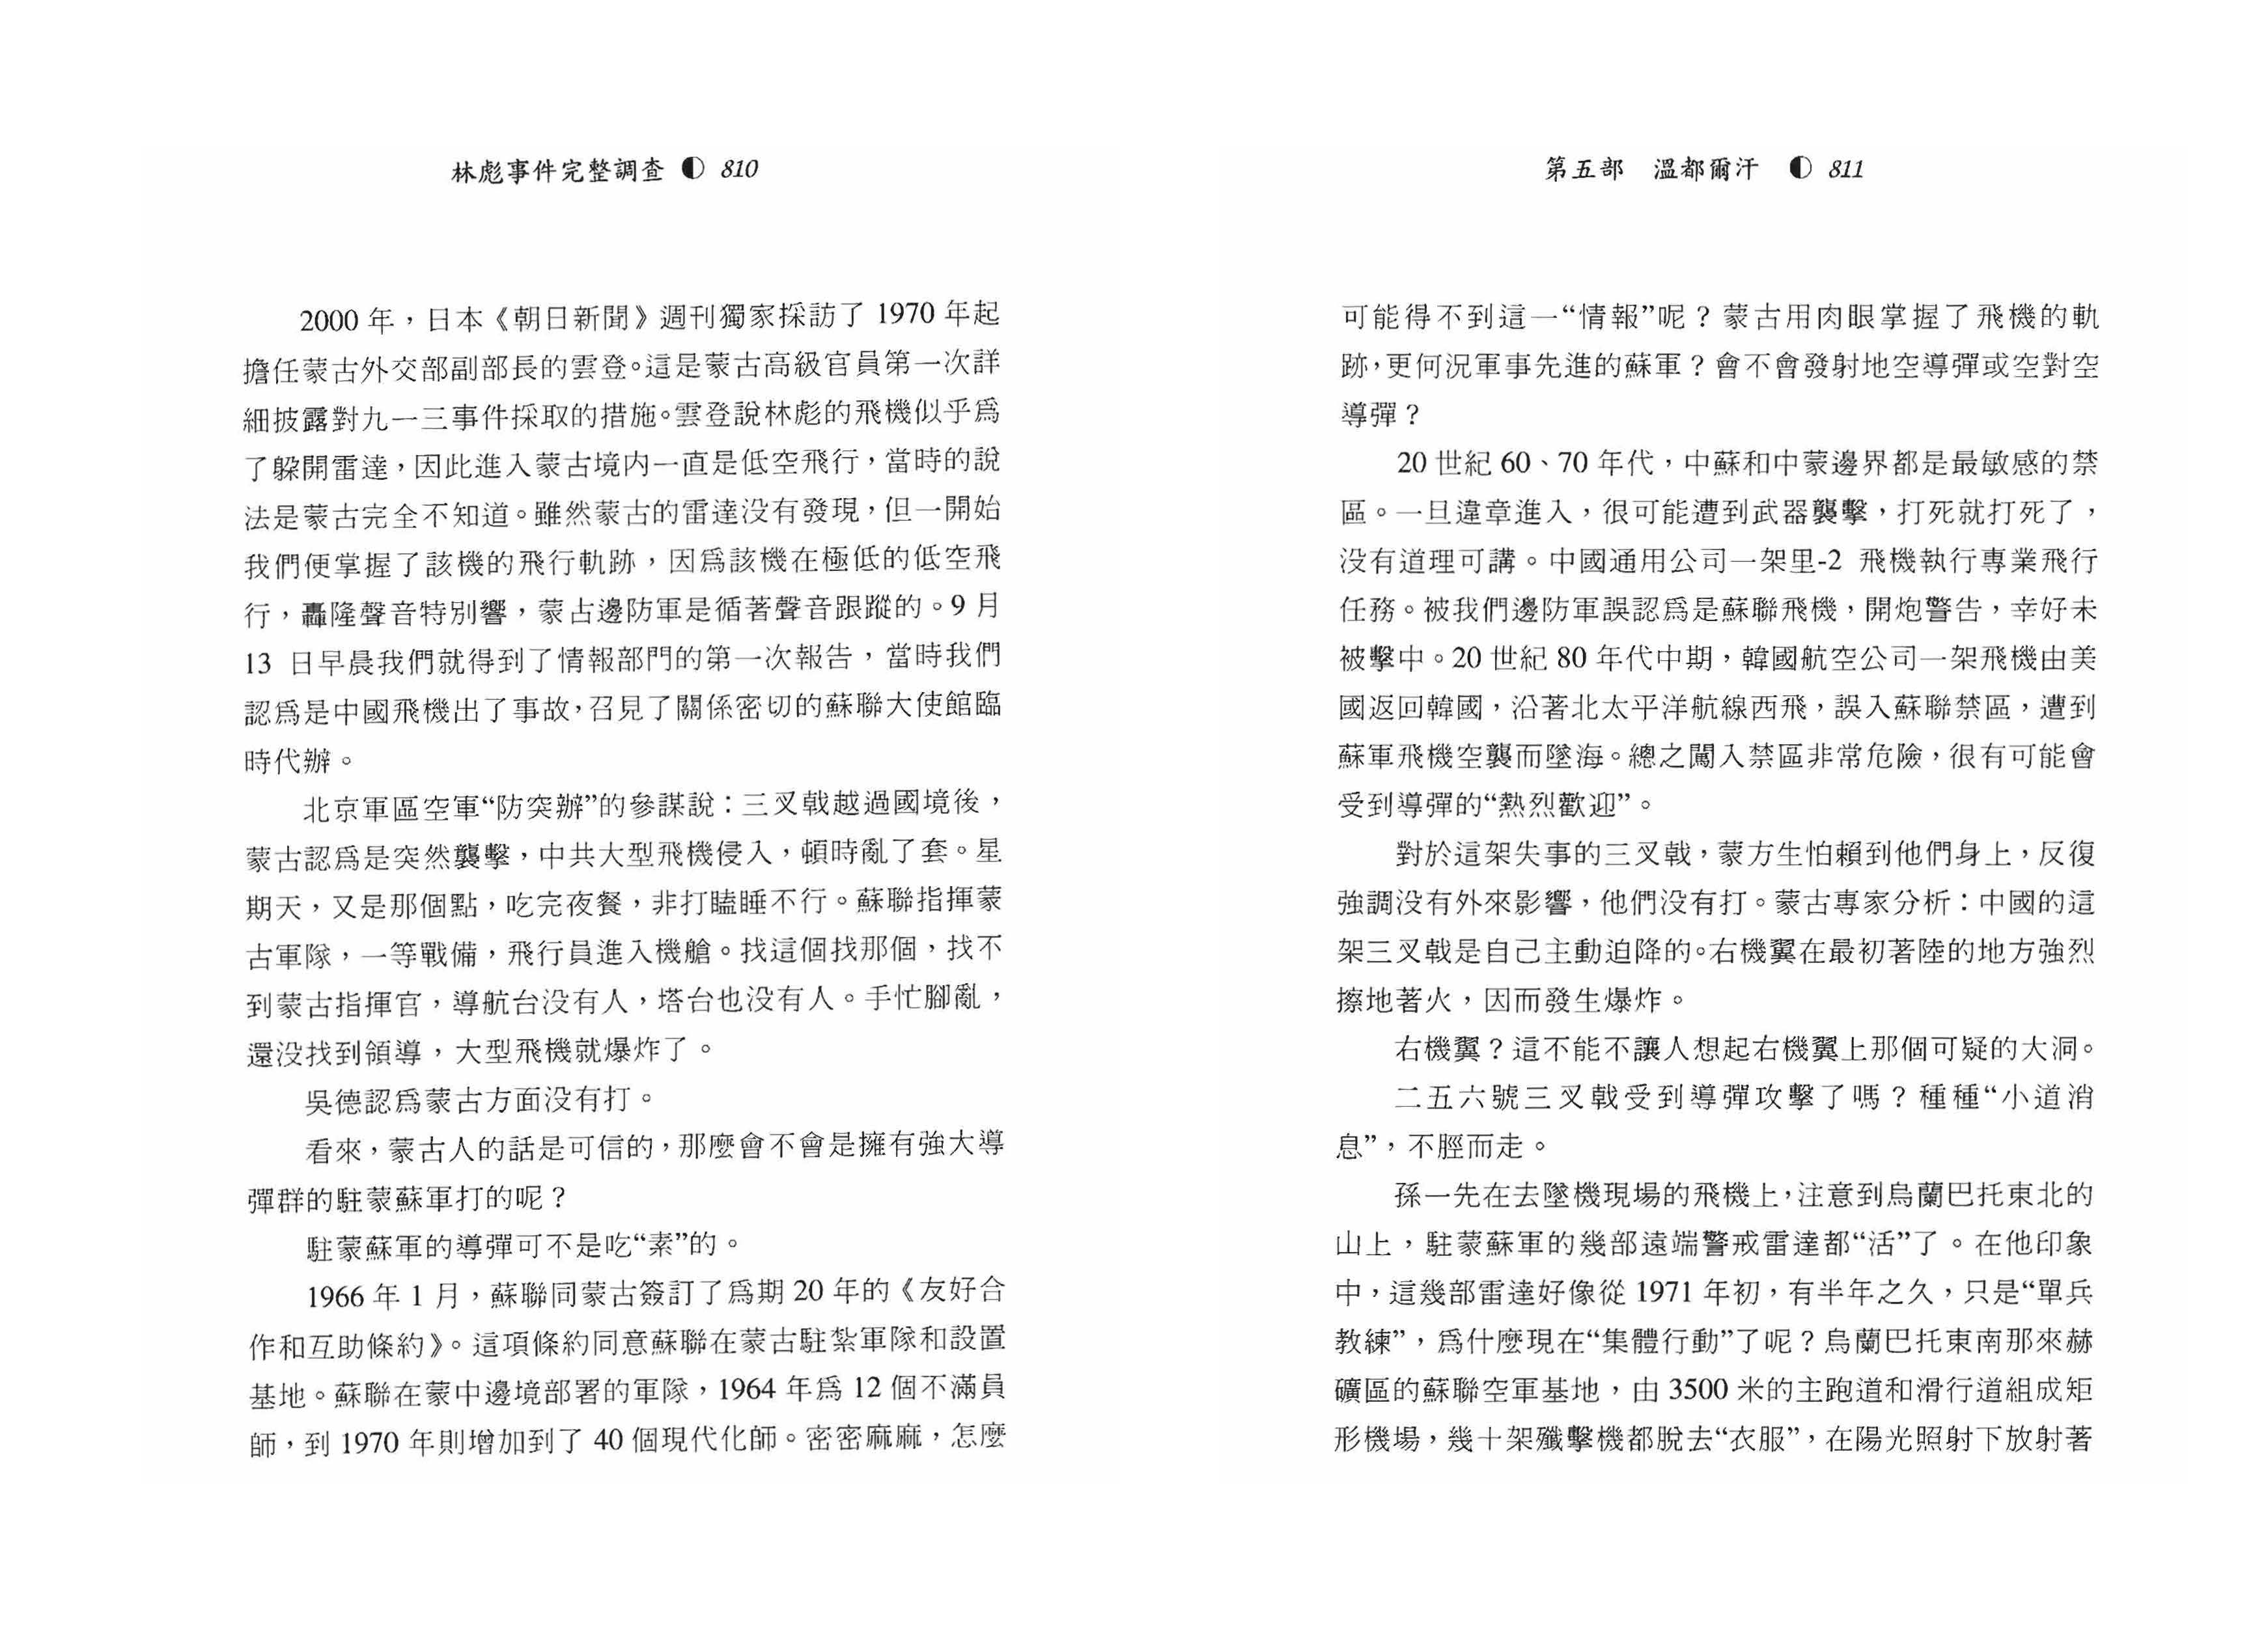 林彪事件完整調查 ◐ 810
2000 年，日本《朝日新聞》週刊獨家採訪了 1970 年起
擔任蒙古外交部副部長的雲登。這是蒙古高級官員第一次詳
細披露對九一三事件採取的措施。雲登說林彪的飛機似乎爲
了躲開雷達，因此進入蒙古境内一直是低空飛行，當時的說
法是蒙古完全不知道。雖然蒙古的雷達没有發現，但一開始
我們便掌握了該機的飛行軌跡，因爲該機在極低的低空飛
行，轟隆聲音特別響，蒙占邊防軍是循著聲音跟蹤的。9 月
13 日早晨我們就得到了情報部門的第一次報告，當時我們
認爲是中國飛機出了事故，召見了關係密切的蘇聯大使館臨
時代辦。
北京軍區空軍“防突辦”的參謀說：三叉戟越過國境後，
蒙古認爲是突然襲擊，中共大型飛機侵入，頓時亂了套。星
期天，又是那個點，吃完夜餐，非打瞌睡不行。蘇聯指揮蒙
古軍隊，一等戰備，飛行員進入機艙。找這個找那個，找不
到蒙古指揮官，導航台没有人，塔台也没有人。手忙腳亂，
還没找到領導，大型飛機就爆炸了。
吳德認爲蒙古方面没有打。
看來，蒙古人的話是可信的，那麼會不會是擁有強大導
彈群的駐蒙蘇軍打的呢？
駐蒙蘇軍的導彈可不是吃“素”的。
1966 年 1 月，蘇聯同蒙古簽訂了爲期 20 年的《友好合
作和互助條約》。這項條約同意蘇聯在蒙古駐紮軍隊和設置
基地。蘇聯在蒙中邊境部署的軍隊，1964 年爲 12 個不滿員
師，到 1970 年則增加到了 40 個現代化師。密密麻麻，怎麼
第五部 溫都爾汗 ◐ 811
可能得不到這一“情報”呢？蒙古用肉眼掌握了飛機的軌
跡，更何況軍事先進的蘇軍？會不會發射地空導彈或空對空
導彈？
20 世紀 60、70 年代，中蘇和中蒙邊界都是最敏感的禁
區。一旦違章進入，很可能遭到武器襲擊，打死就打死了，
没有道理可講。中國通用公司一架里-2 飛機執行專業飛行
任務。被我們邊防軍誤認爲是蘇聯飛機，開炮警告，幸好未
被擊中。20 世紀 80 年代中期，韓國航空公司一架飛機由美
國返回韓國，沿著北太平洋航線西飛，誤入蘇聯禁區，遭到
蘇軍飛機空襲而墜海。總之闖入禁區非常危險，很有可能會
受到導彈的“熱烈歡迎”。
對於這架失事的三叉戟，蒙方生怕賴到他們身上，反復
強調没有外來影響，他們没有打。蒙古專家分析：中國的這
架三叉戟是自己主動迫降的。右機翼在最初著陸的地方強烈
擦地著火，因而發生爆炸。
右機翼？這不能不讓人想起右機翼上那個可疑的大洞。
二五六號三叉戟受到導彈攻擊了嗎？種種“小道消
息”，不脛而走。
孫一先在去墜機現場的飛機上，注意到烏蘭巴托東北的
山上，駐蒙蘇軍的幾部遠端警戒雷達都“活”了。在他印象
中，這幾部雷達好像從 1971 年初，有半年之久，只是“單兵
教練”，爲什麼現在“集體行動”了呢？烏蘭巴托東南那來赫
礦區的蘇聯空軍基地，由 3500 米的主跑道和滑行道組成矩
形機場，幾十架殲擊機都脫去“衣服”，在陽光照射下放射著